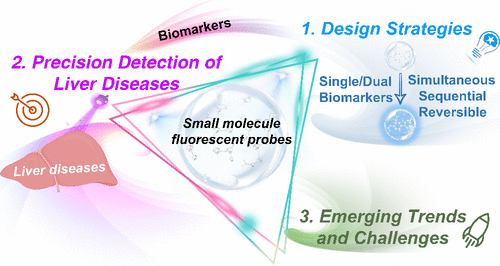 Biomarkers
1. Design Strategies
2. Precision Detection of
Liver Diseases
Single/Dual
Biomarkers
Simultaneous
Sequential
Reversible
Small molecule
fluorescent probes
Liver diseases
3. Emerging Trends
and Challenges